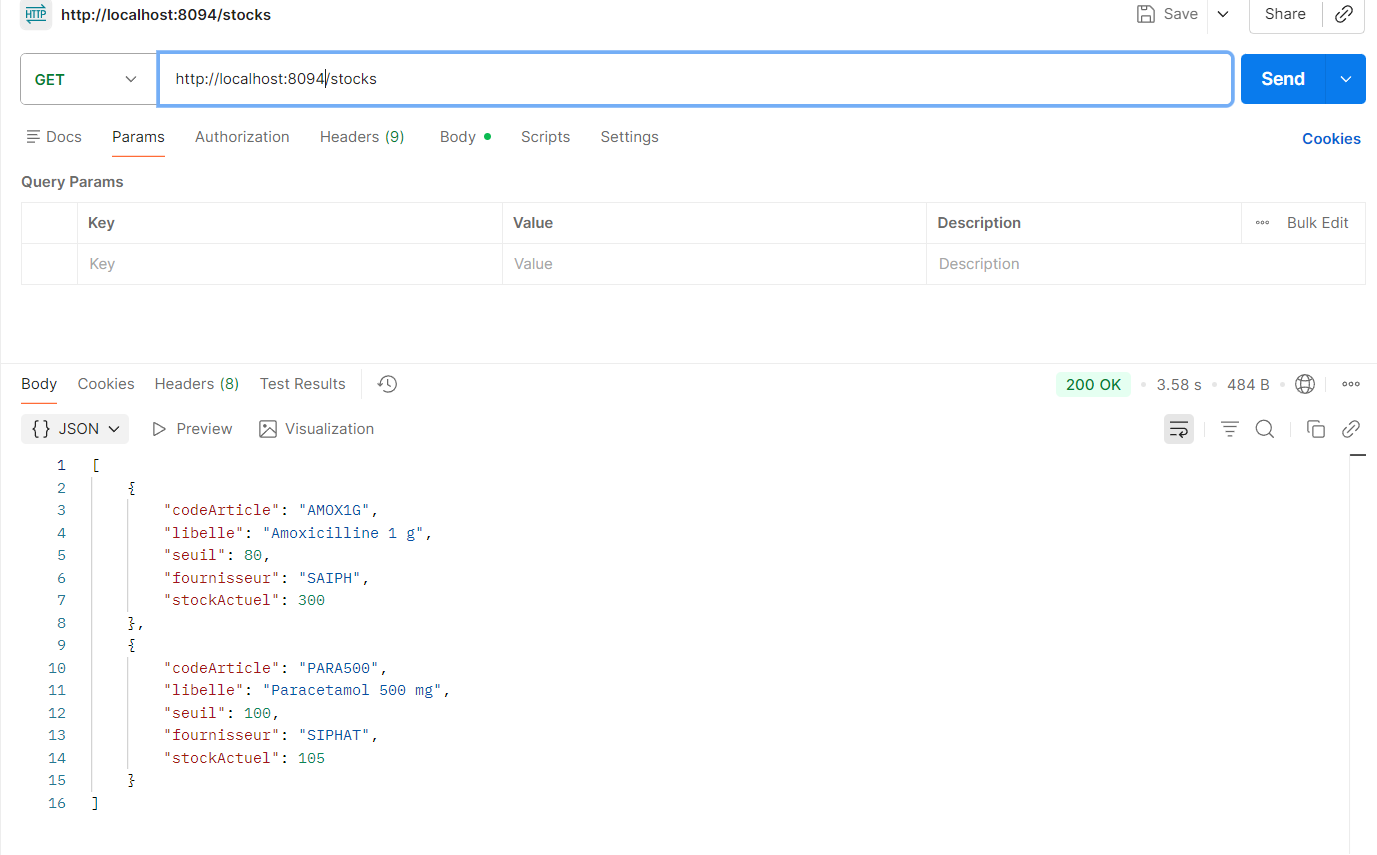 HTTP http://localhost:8094/stocks Save Share
GET http://localhost:8094/stocks Send
Docs Params Authorization Headers (9) Body Scripts Settings Cookies
Query Params
Key Value Description Bulk Edit
Key Value Description
Body Cookies Headers (8) Test Results 200 OK 3.58 s 484 B
{} JSON Preview Visualization
1 [
2 {
3 "codeArticle": "AMOX1G",
4 "libelle": "Amoxicilline 1 g",
5 "seuil": 80,
6 "fournisseur": "SAIPH",
7 "stockActuel": 300
8 },
9 {
10 "codeArticle": "PARA500",
11 "libelle": "Paracetamol 500 mg",
12 "seuil": 100,
13 "fournisseur": "SIPHAT",
14 "stockActuel": 105
15 }
16 ]